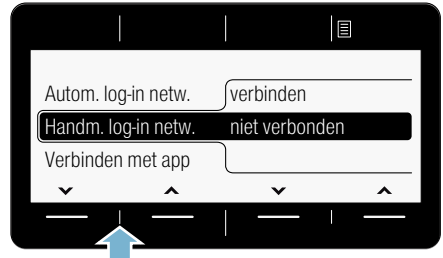 Autom. log-in netw. verbinden
Handm. log-in netw. niet verbonden
Verbinden met app